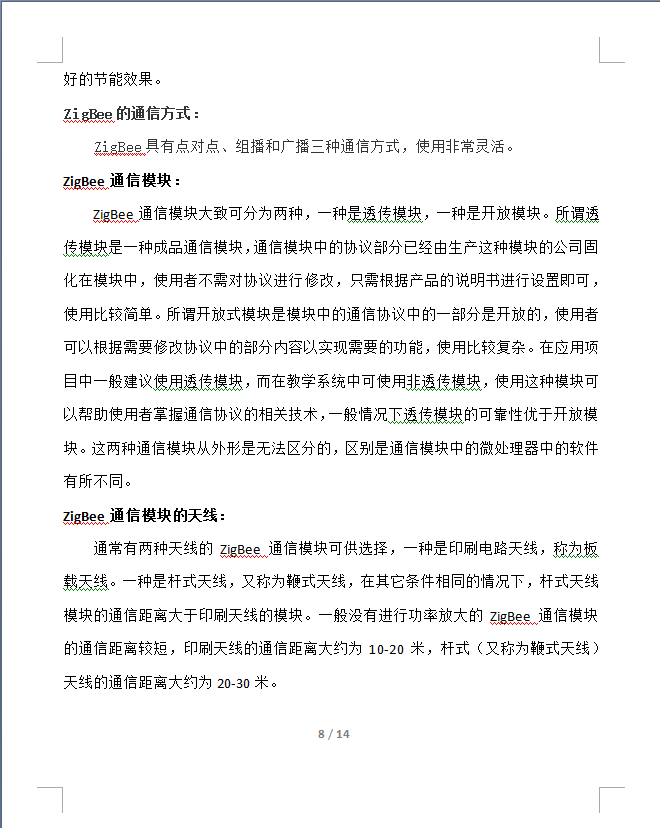 好的节能效果。
ZigBee 的通信方式：
ZigBee 具有点对点、组播和广播三种通信方式，使用非常灵活。
ZigBee 通信模块：
ZigBee 通信模块大致可分为两种，一种是透传模块，一种是开放模块。所谓透
传模块是一种成品通信模块，通信模块中的协议部分已经由生产这种模块的公司固
化在模块中，使用者不需对协议进行修改，只需根据产品的说明书进行设置即可，
使用比较简单。所谓开放式模块是模块中的通信协议中的一部分是开放的，使用者
可以根据需要修改协议中的部分内容以实现需要的功能，使用比较复杂。在应用项
目中一般建议使用透传模块，而在教学系统中可使用非透传模块，使用这种模块可
以帮助使用者掌握通信协议的相关技术，一般情况下透传模块的可靠性优于开放模
块。这两种通信模块从外形是无法区分的，区别是通信模块中的微处理器中的软件
有所不同。
ZigBee 通信模块的天线：
通常有两种天线的 ZigBee 通信模块可供选择，一种是印刷电路天线，称为板
载天线。一种是杆式天线，又称为鞭式天线，在其它条件相同的情况下，杆式天线
模块的通信距离大于印刷天线的模块。一般没有进行功率放大的 ZigBee 通信模块
的通信距离较短，印刷天线的通信距离大约为 10-20 米，杆式（又称为鞭式天线）
天线的通信距离大约为 20-30 米。
8 / 14